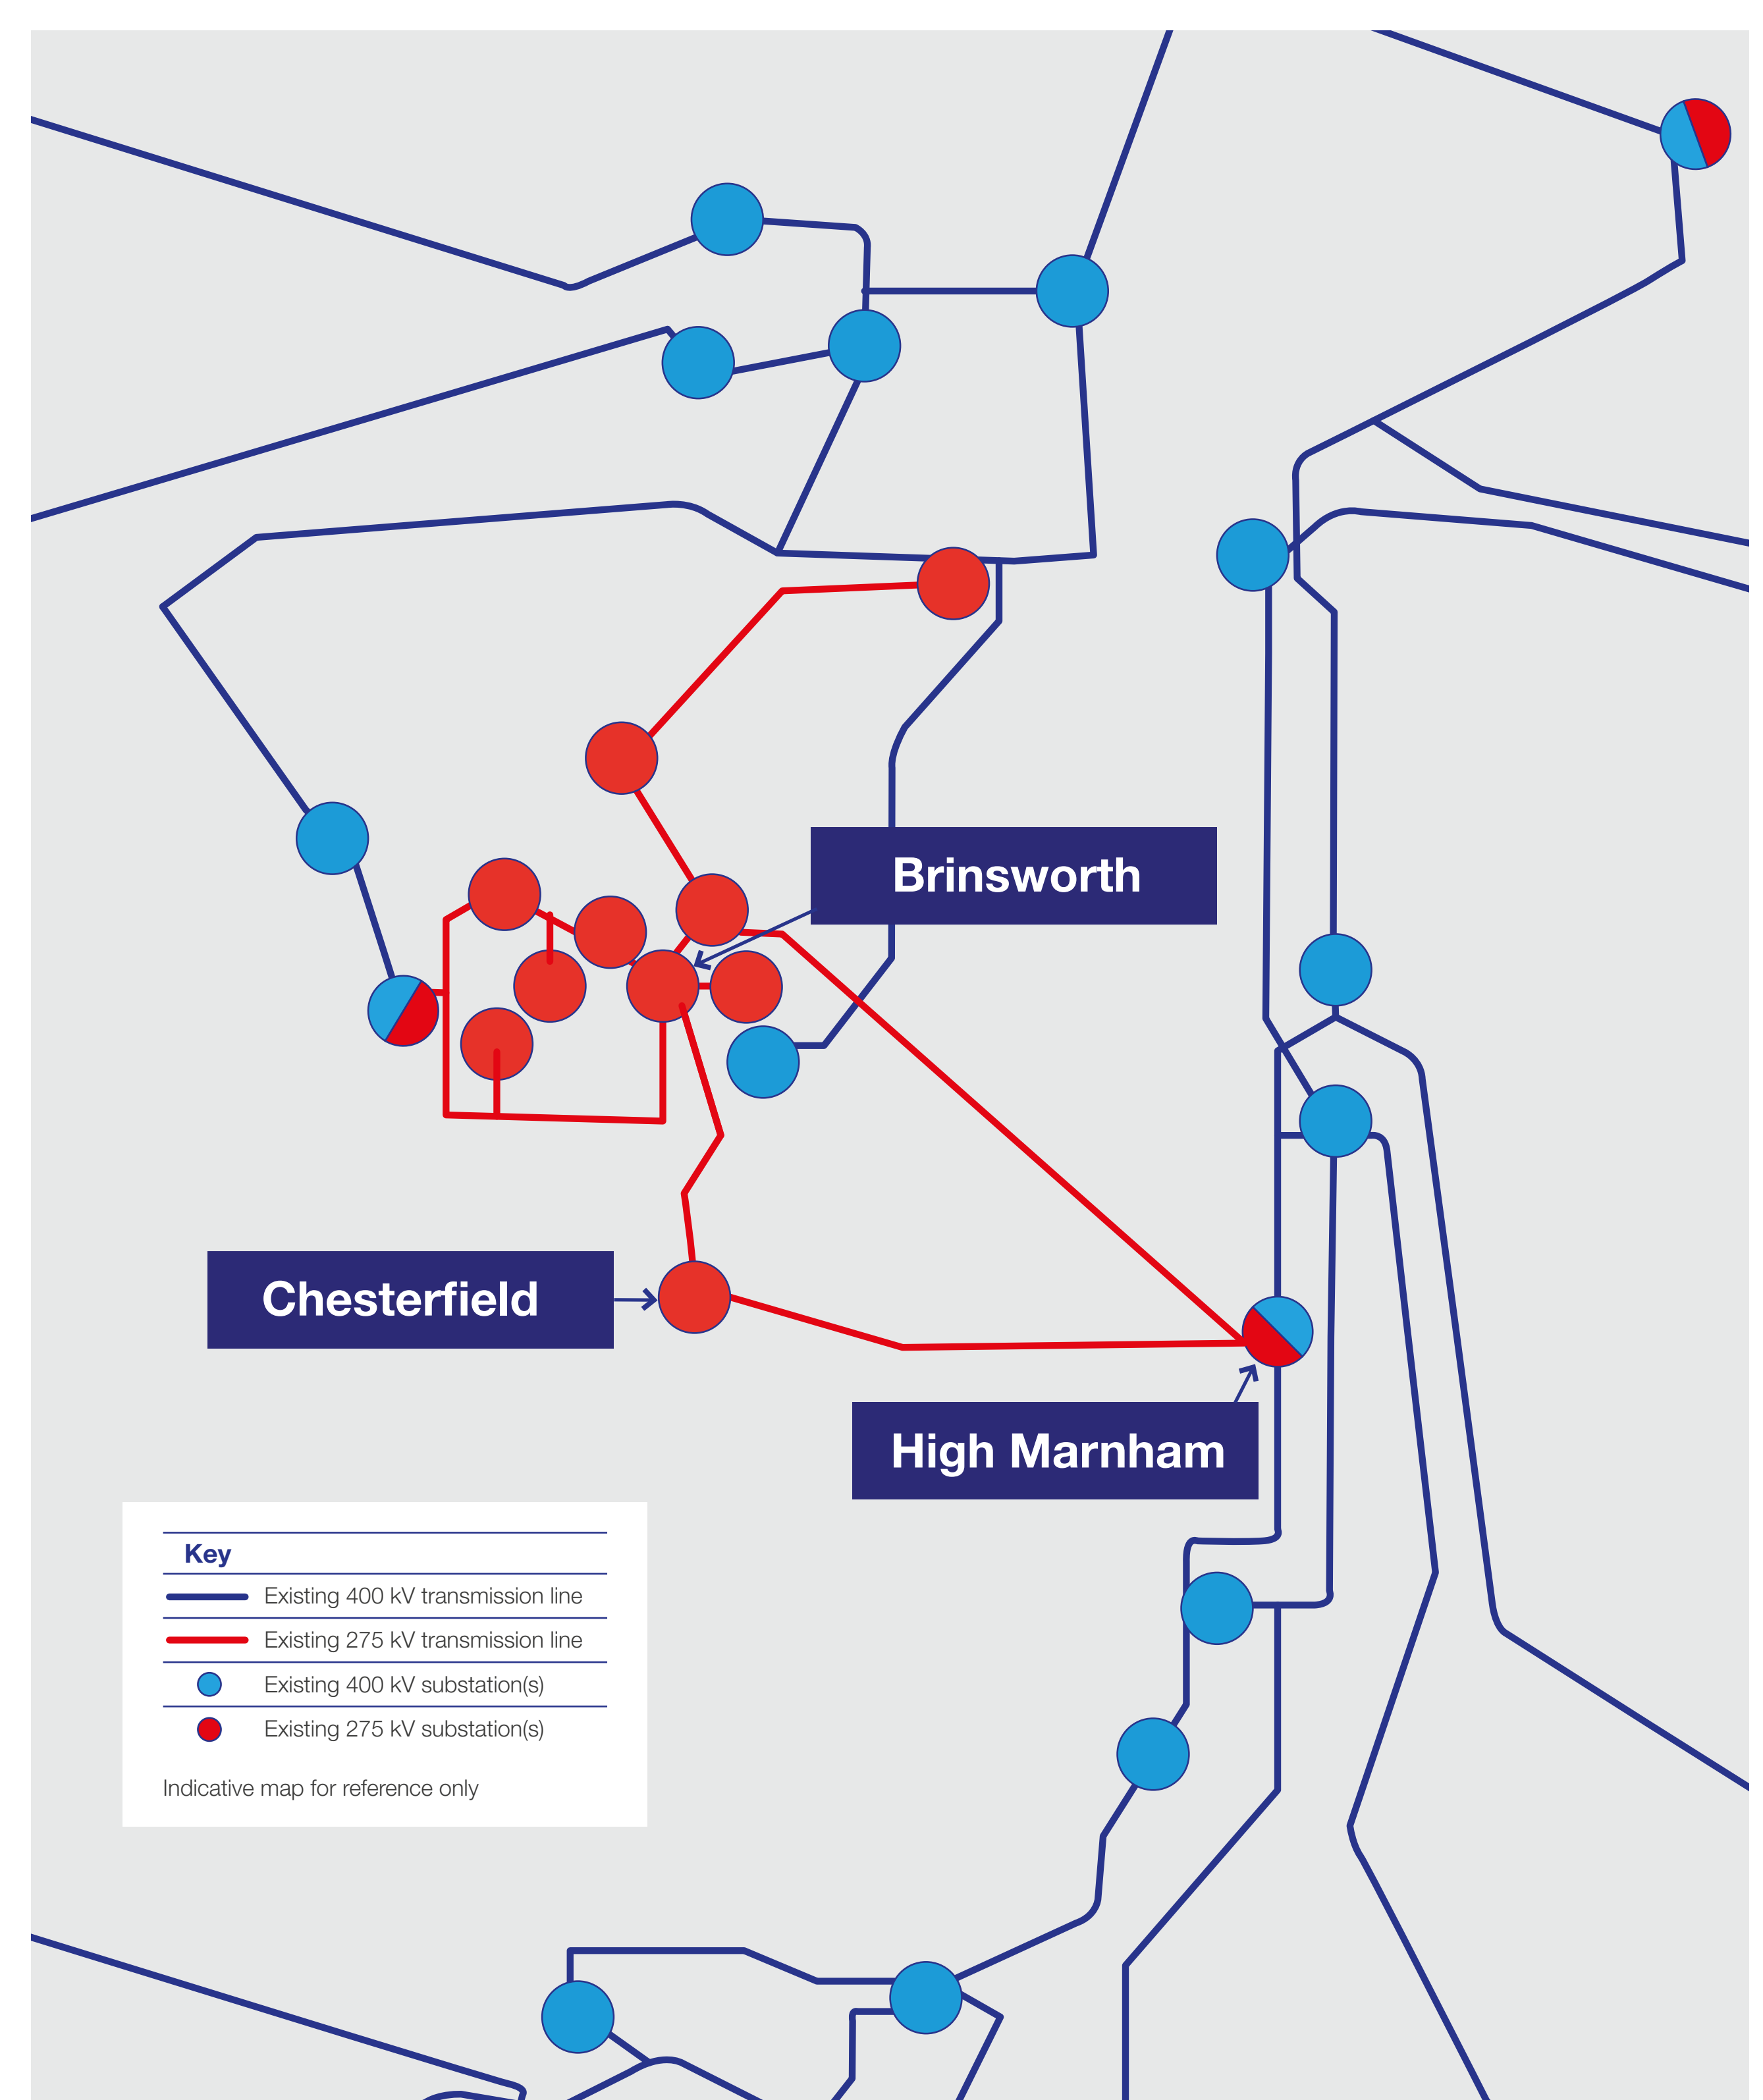 Brinsworth
Chesterfield
High Marnham
Key
Existing 400 kV transmission line
Existing 275 kV transmission line
Existing 400 kV substation(s)
Existing 275 kV substation(s)
Indicative map for reference only